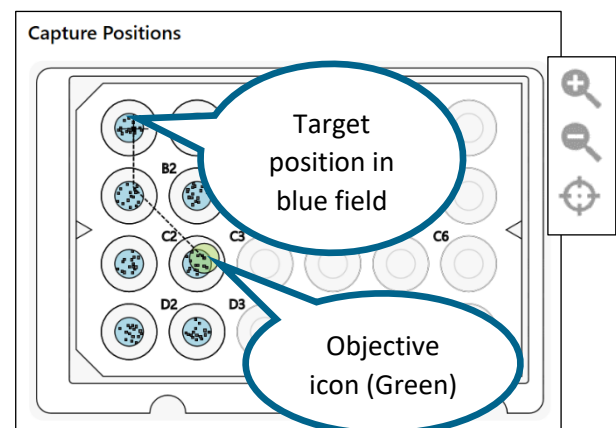 Capture Positions
Target
position in
blue field
B2
C2
C3
C6
D2
D3
Objective
icon (Green)